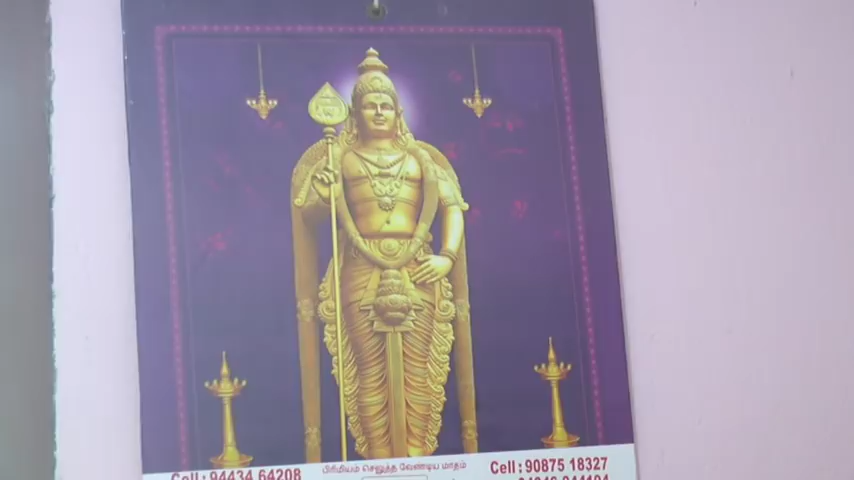 Cell : 94434 64208 பிரிமியம் செலுத்த வேண்டிய மாதம் Cell : 90875 18327